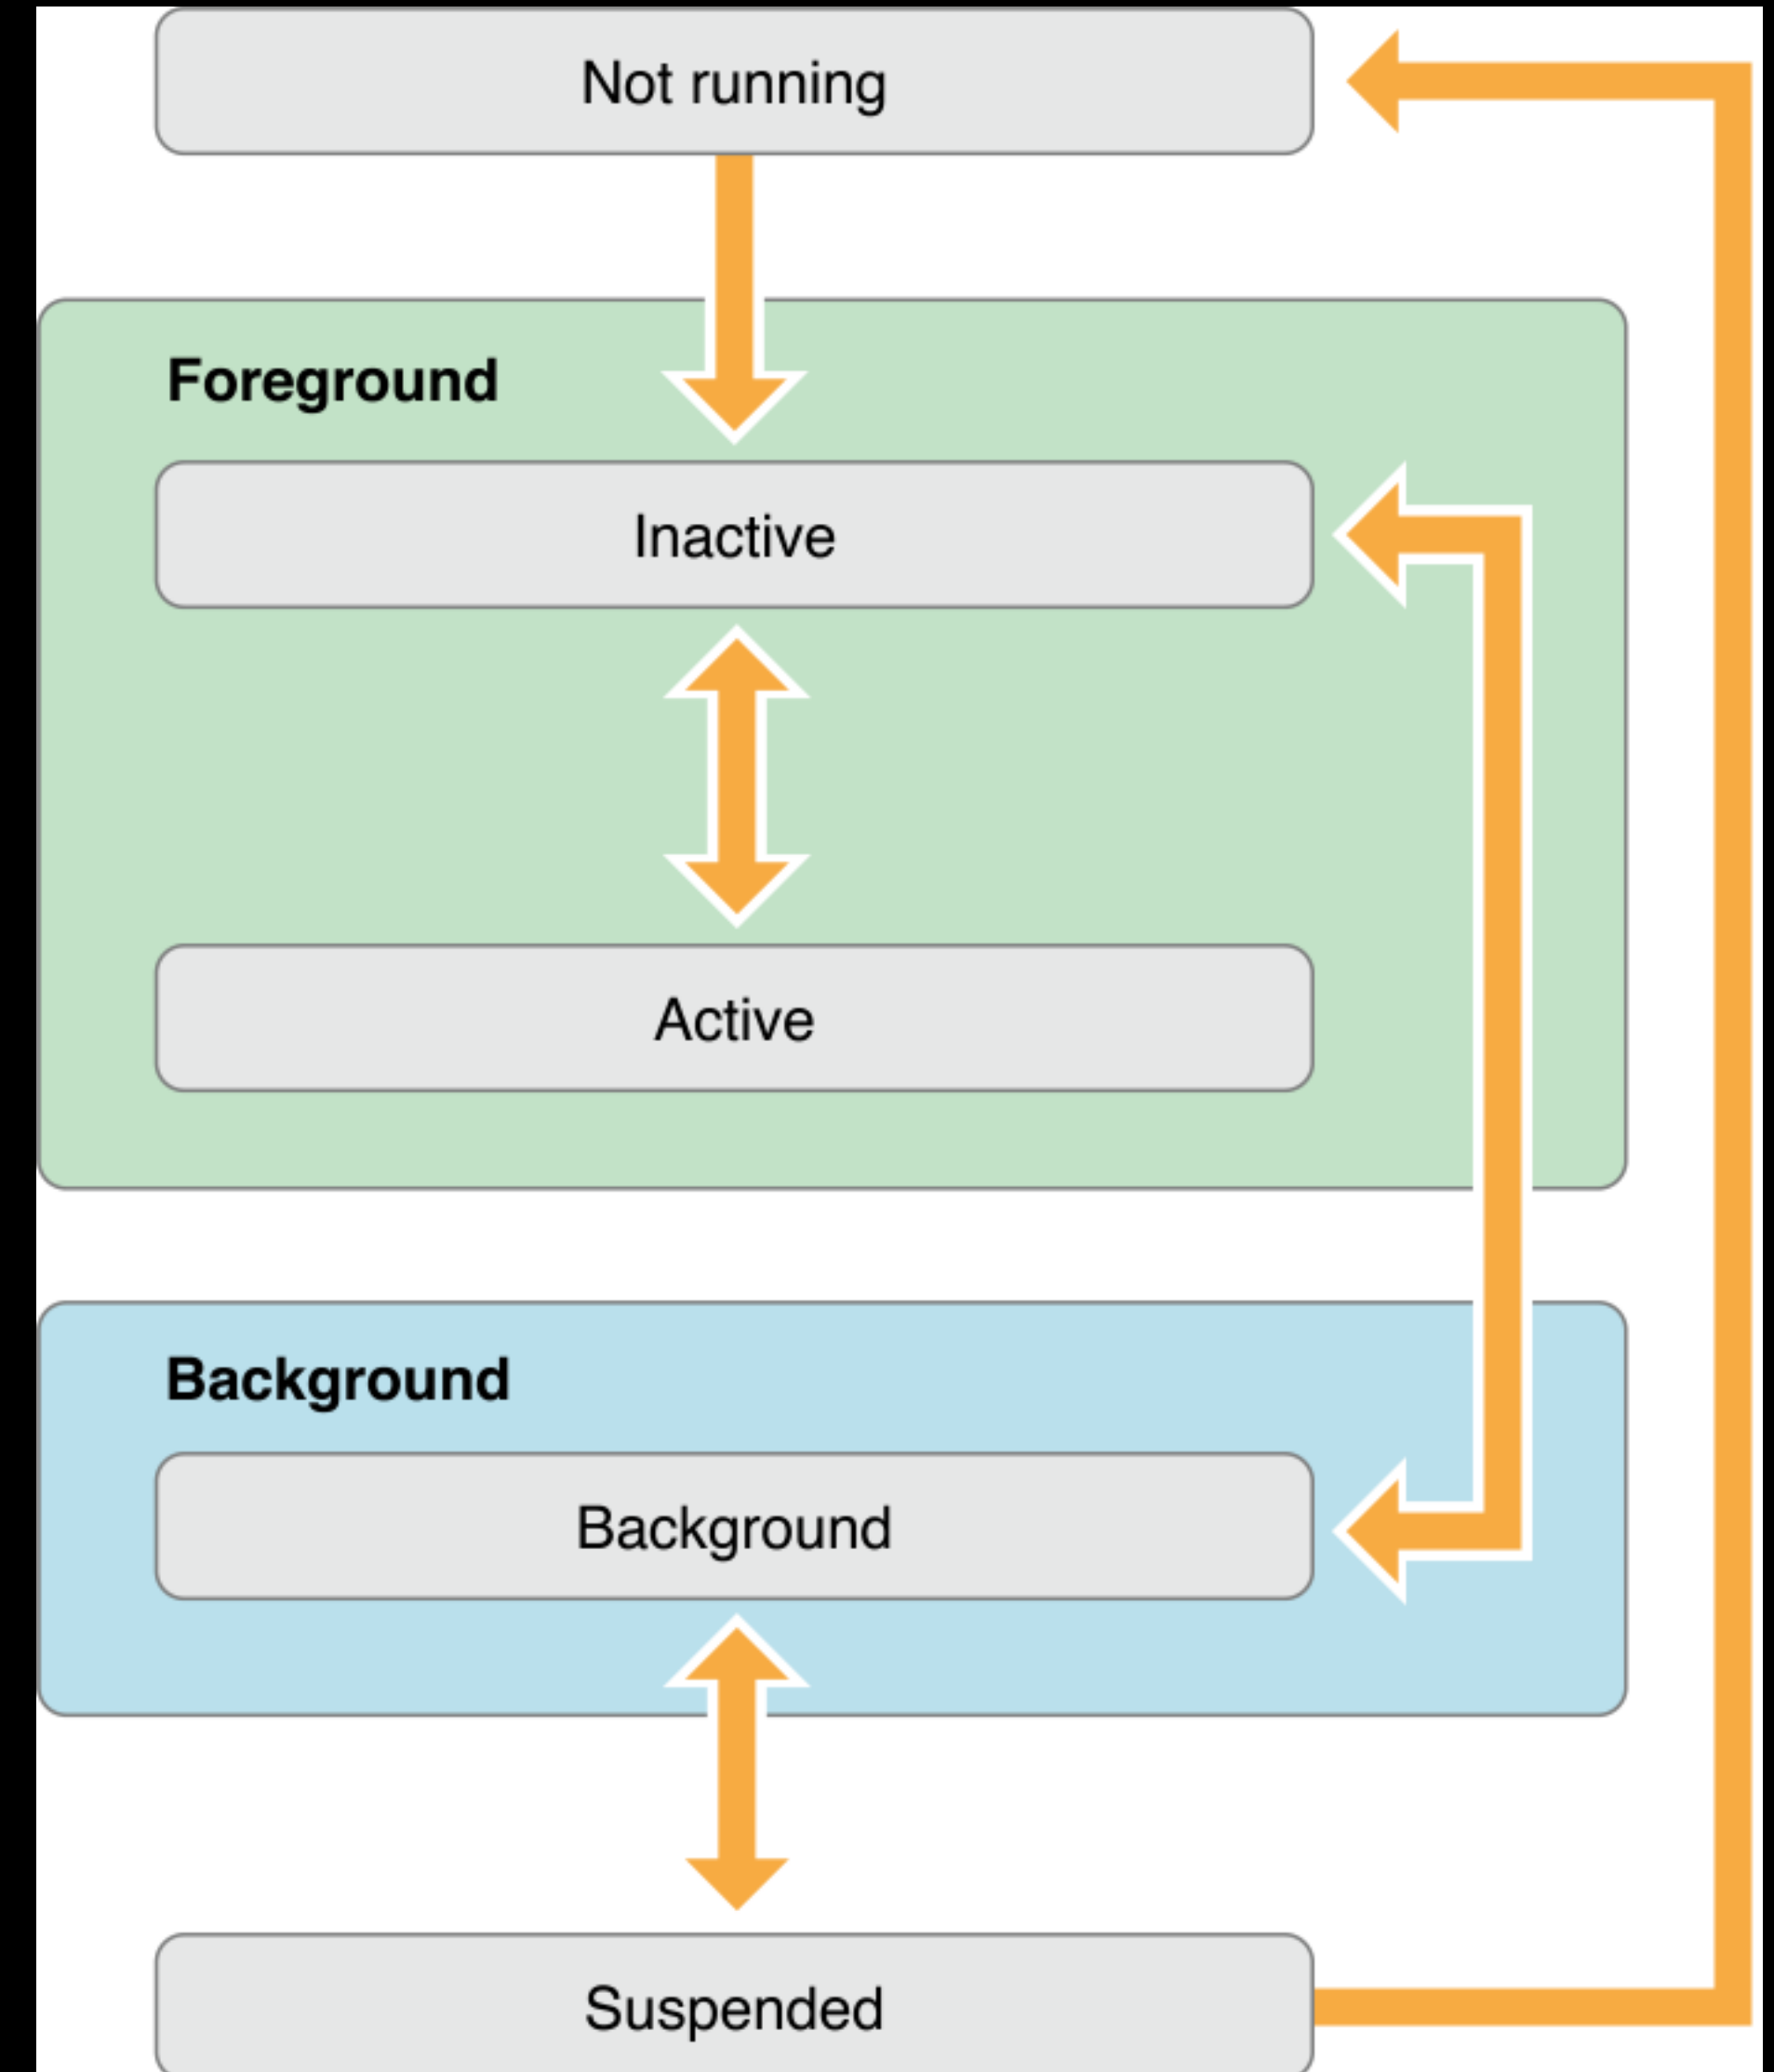 Not running
Foreground
Inactive
Active
Background
Background
Suspended